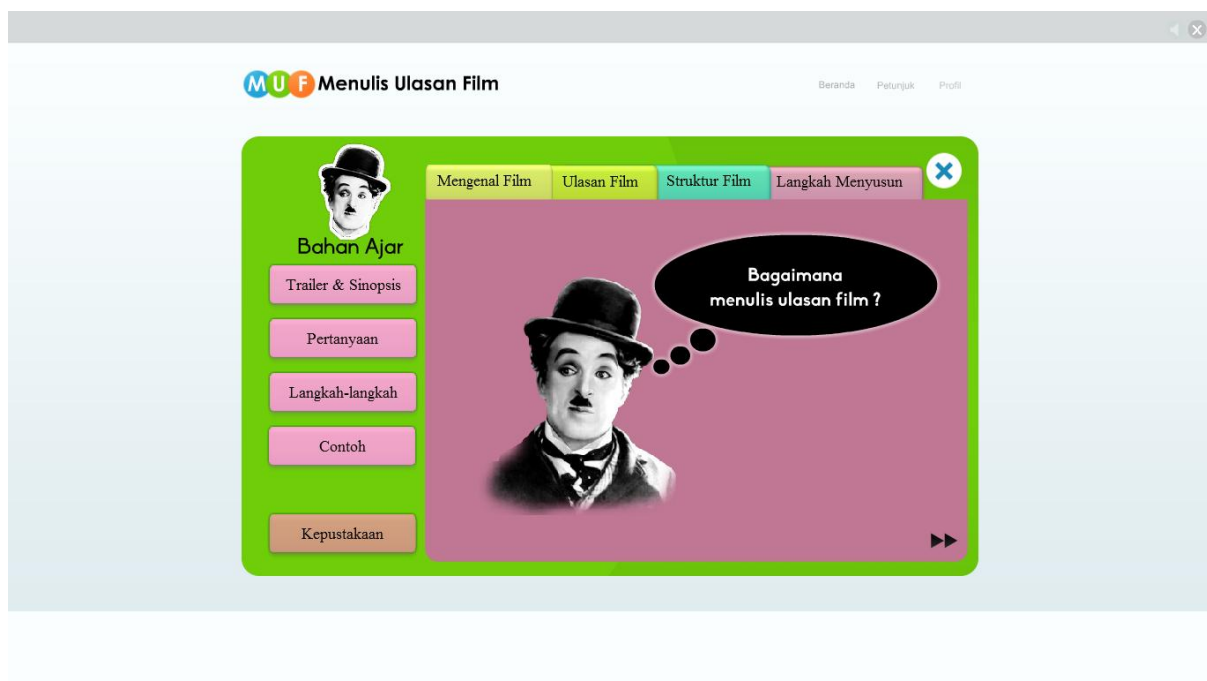 MUF Menulis Ulasan Film
Beranda Petunjuk Profil
Mengenal Film Ulasan Film Struktur Film Langkah Menyusun
Bahan Ajar
Trailer & Sinopsis
Pertanyaan
Langkah-langkah
Contoh
Kepustakaan
Bagaimana
menulis ulasan film ?